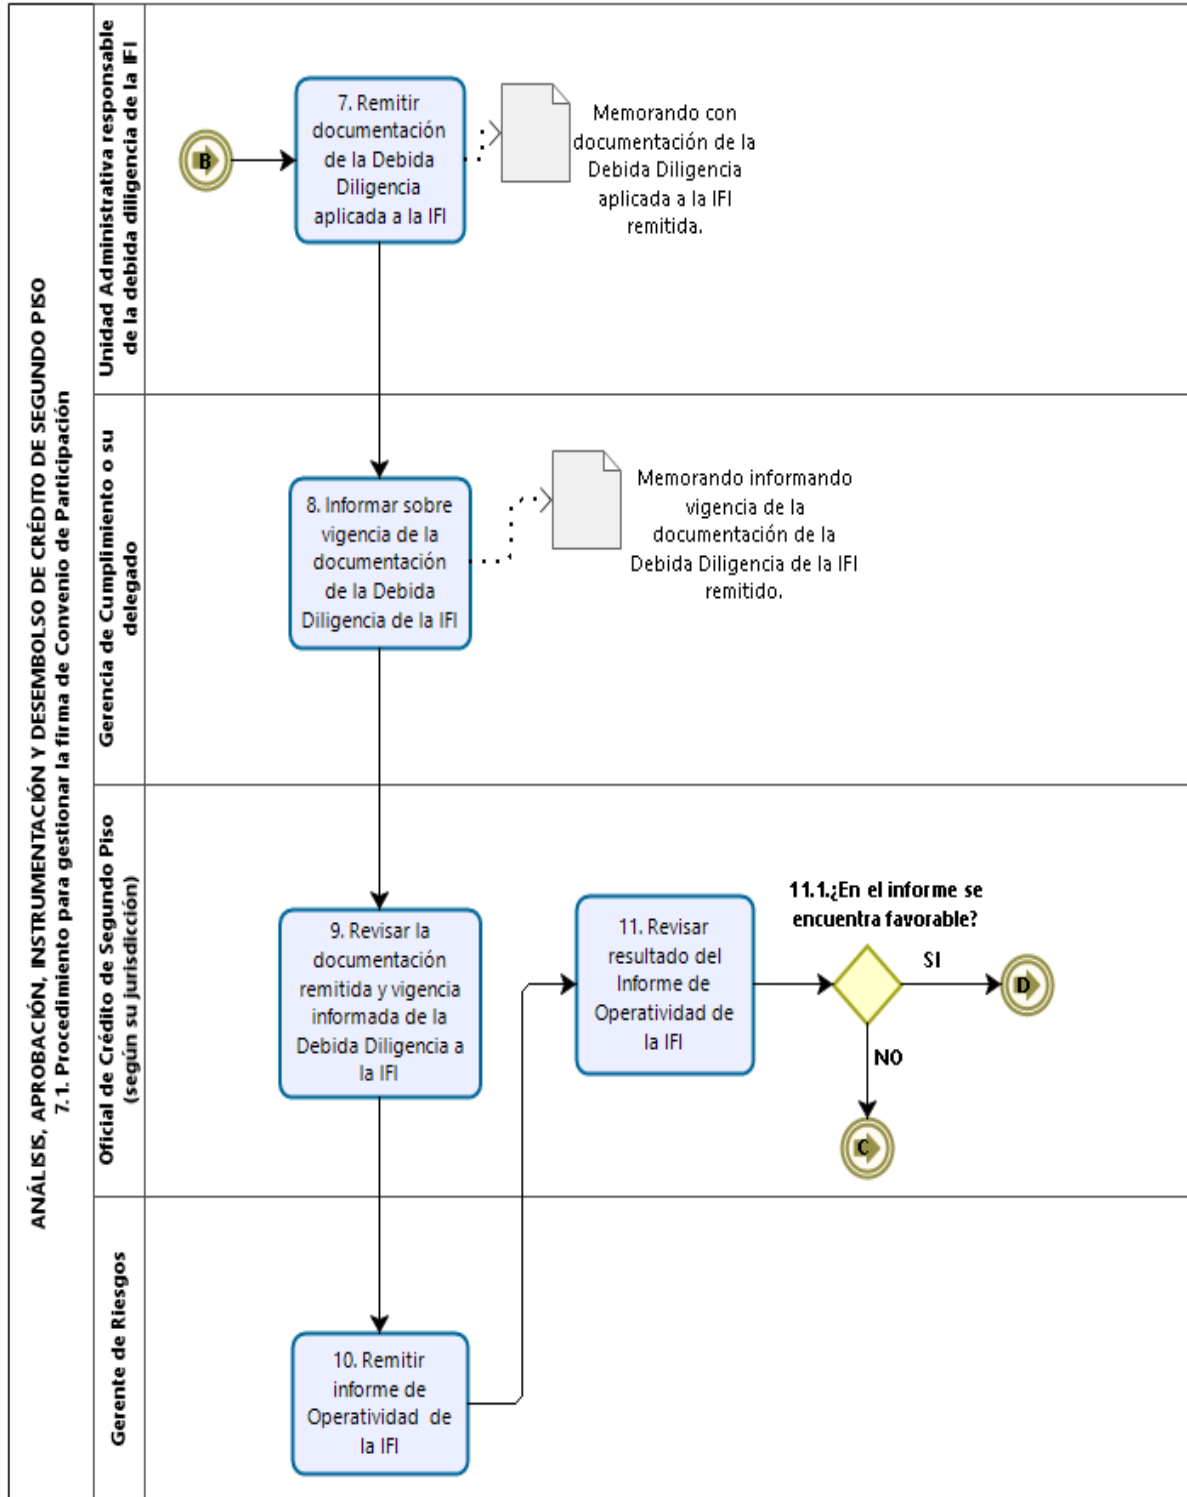 ANÁLISIS, APROBACIÓN, INSTRUMENTACIÓN Y DESEMBOLSO DE CRÉDITO DE SEGUNDO PISO
7.1. Procedimiento para gestionar la firma de Convenio de Participación
Unidad Administrativa responsable
de la debida diligencia de la IFI
B
7. Remitir
documentación
de la Debida
Diligencia
aplicada a la IFI
Memorando con
documentación de la
Debida Diligencia
aplicada a la IFI
remitida.
Gerencia de Cumplimiento o su
delegado
8. Informar sobre
vigencia de la
documentación
de la Debida
Diligencia de la IFI
Memorando informando
vigencia de la
documentación de la
Debida Diligencia de la IFI
remitido.
Oficial de Crédito de Segundo Piso
(según su jurisdicción)
9. Revisar la
documentación
remitida y vigencia
informada de la
Debida Diligencia a
la IFI
11. Revisar
resultado del
Informe de
Operatividad de
la IFI
11.1.¿En el informe se
encuentra favorable?
SI
D
NO
C
Gerente de Riesgos
10. Remitir
informe de
Operatividad de
la IFI